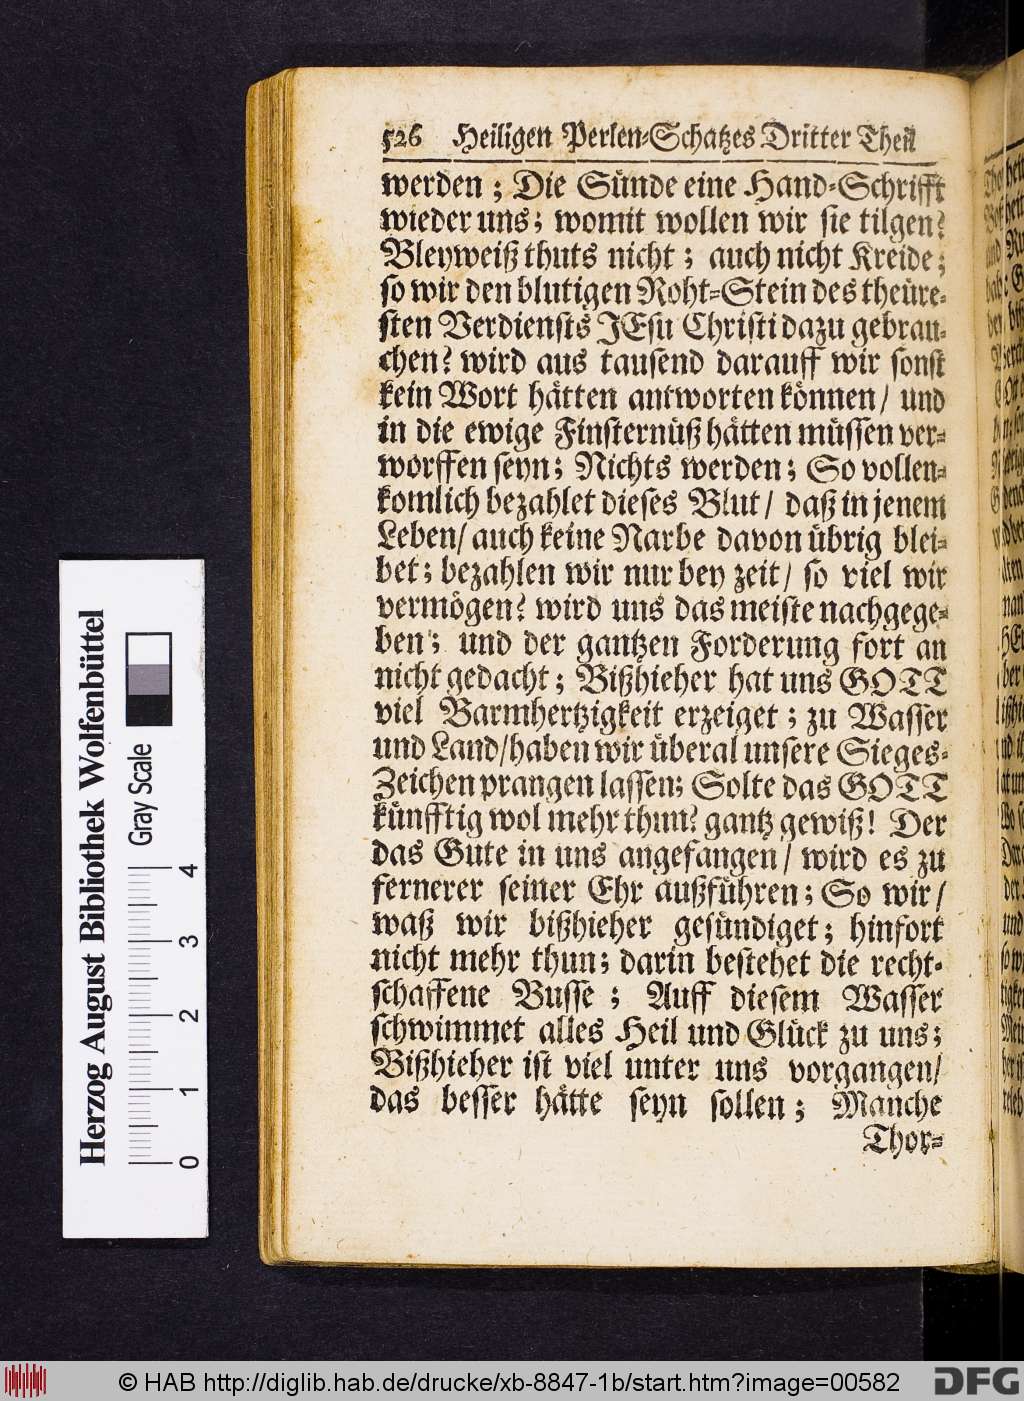 526 Heiligen Perlen-Schatzes Dritter Theil
werden; Die Sünde eine Hand-Schrifft
wieder uns; womit wollen wir sie tilgen?
Bleyweiß thuts nicht; auch nicht Kreide;
so wir den blutigen Roht-Stein des theure-
sten Verdiensts JEsu Christi dazu gebrau-
chen? wird aus tausend darauff wir sonst
kein Wort hätten antworten können/ und
in die ewige Finsternüß hätten müssen ver-
worffen seyn; Nichts werden; So vollen-
komlich bezahlet dieses Blut/ daß in jenem
Leben/ auch keine Narbe davon übrig blei-
bet; bezahlen wir nur bey zeit/ so viel wir
vermögen? wird uns das meiste nachgege-
ben; und der gantzen Forderung fort an
nicht gedacht; Bißhieher hat uns GOTT
viel Barmhertzigkeit erzeiget; zu Wasser
und Land/haben wir überal unsere Sieges-
Zeichen prangen lassen; Solte das GOTT
künfftig wol mehr thun? gantz gewiß! Der
das Gute in uns angefangen/ wird es zu
fernerer seiner Ehr außführen; So wir/
waß wir bißhieher gesündiget; hinfort
nicht mehr thun; darin bestehet die recht-
schaffene Busse; Auff diesem Wasser
schwimmet alles Heil und Glück zu uns;
Bißhieher ist viel unter uns vorgangen/
das besser hätte seyn sollen; Manche
Thor-
Herzog August Bibliothek Wolfenbüttel
Gray Scale
0 1 2 3 4
© HAB http://diglib.hab.de/drucke/xb-8847-1b/start.htm?image=00582
DFG